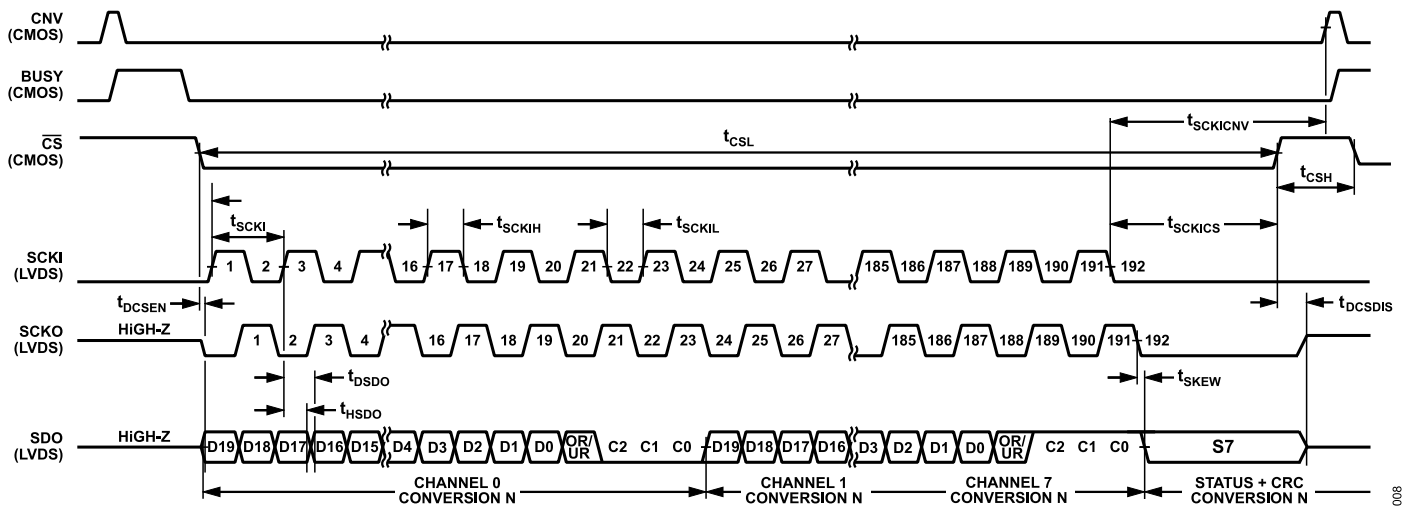 CNV
(CMOS)
BUSY
(CMOS)
CS
(CMOS)
tCSL
tSCKICNV
tCSH
tSCKI
tSCKIH
tSCKIL
tSCKICS
SCKI
(LVDS)
1 2 3 4 16 17 18 19 20 21 22 23 24 25 26 27 185 186 187 188 189 190 191 192
tDCSEN
tDCSDIS
SCKO
(LVDS)
HiGH-Z
1 2 3 4 16 17 18 19 20 21 22 23 24 25 26 27 185 186 187 188 189 190 191 192
tDSDO
tSKEW
tHSDO
SDO
(LVDS)
HiGH-Z
D19 D18 D17 D16 D15 D4 D3 D2 D1 D0 OR/UR C2 C1 C0 D19 D18 D17 D16 D3 D2 D1 D0 OR/UR C2 C1 C0 S7
CHANNEL 0
CONVERSION N
CHANNEL 1
CONVERSION N
CHANNEL 7
CONVERSION N
STATUS + CRC
CONVERSION N
008